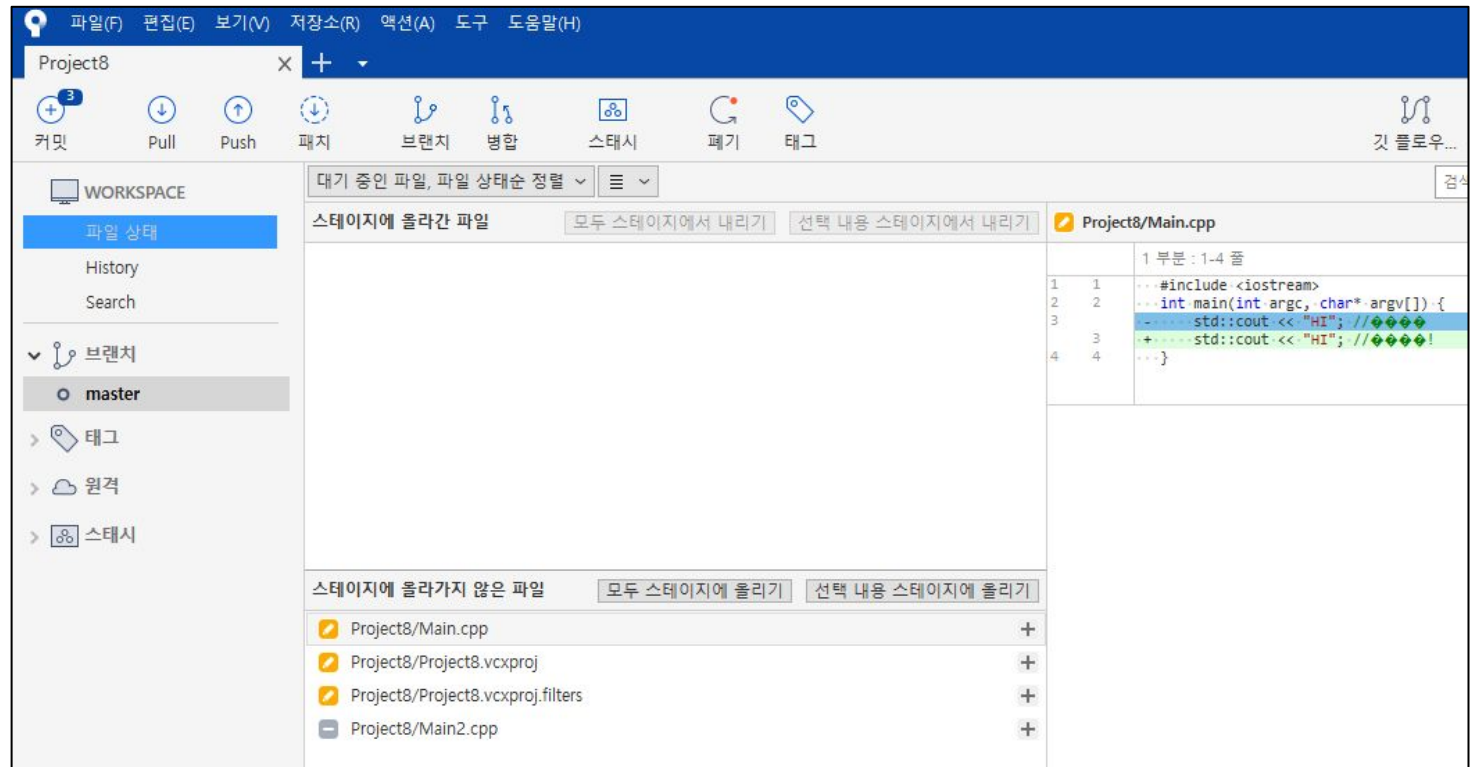 파일(F) 편집(E) 보기(V) 저장소(R) 액션(A) 도구 도움말(H)
Project8
3
커밋 Pull Push 패치 브랜치 병합 스태시 폐기 태그 깃 플로우...
WORKSPACE
파일 상태
History
Search
브랜치
master
태그
원격
스태시
대기 중인 파일, 파일 상태순 정렬
스테이지에 올라간 파일 모두 스테이지에서 내리기 선택 내용 스테이지에서 내리기
스테이지에 올라가지 않은 파일 모두 스테이지에 올리기 선택 내용 스테이지에 올리기
Project8/Main.cpp
Project8/Project8.vcxproj
Project8/Project8.vcxproj.filters
Project8/Main2.cpp
Project8/Main.cpp
1 부분 : 1-4 줄
1 1 #include <iostream>
2 2 int main(int argc, char* argv[]) {
3 - std::cout << "HI"; //����
3 + std::cout << "HI"; //����!
4 4 }